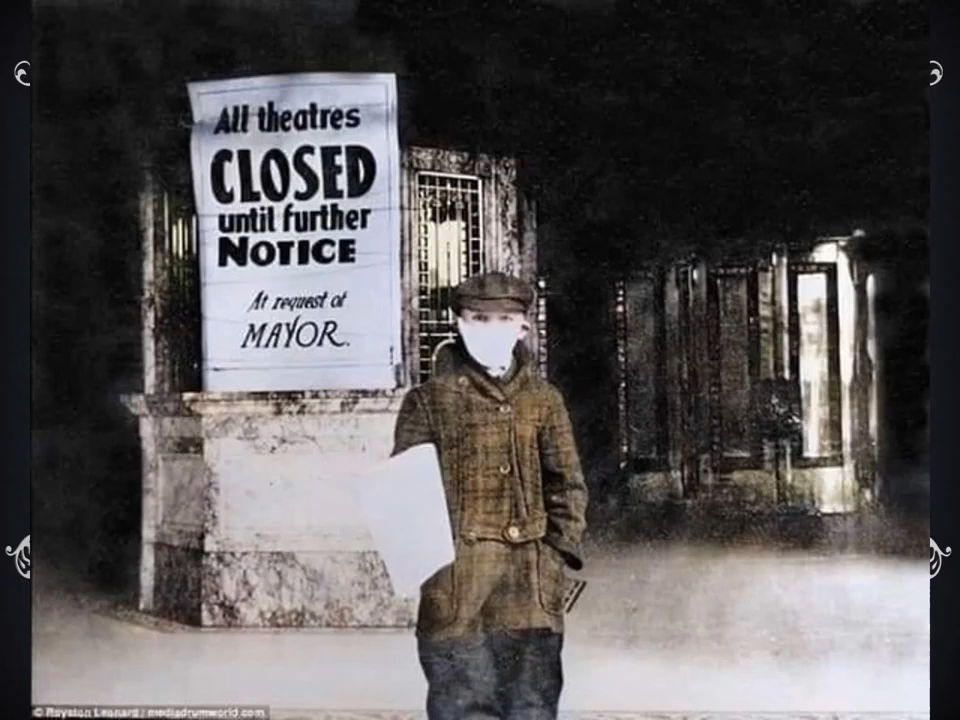 All theatres
CLOSED
until further
NOTICE
At request of
MAYOR.
© Royston Leonard / mediadrumworld.com